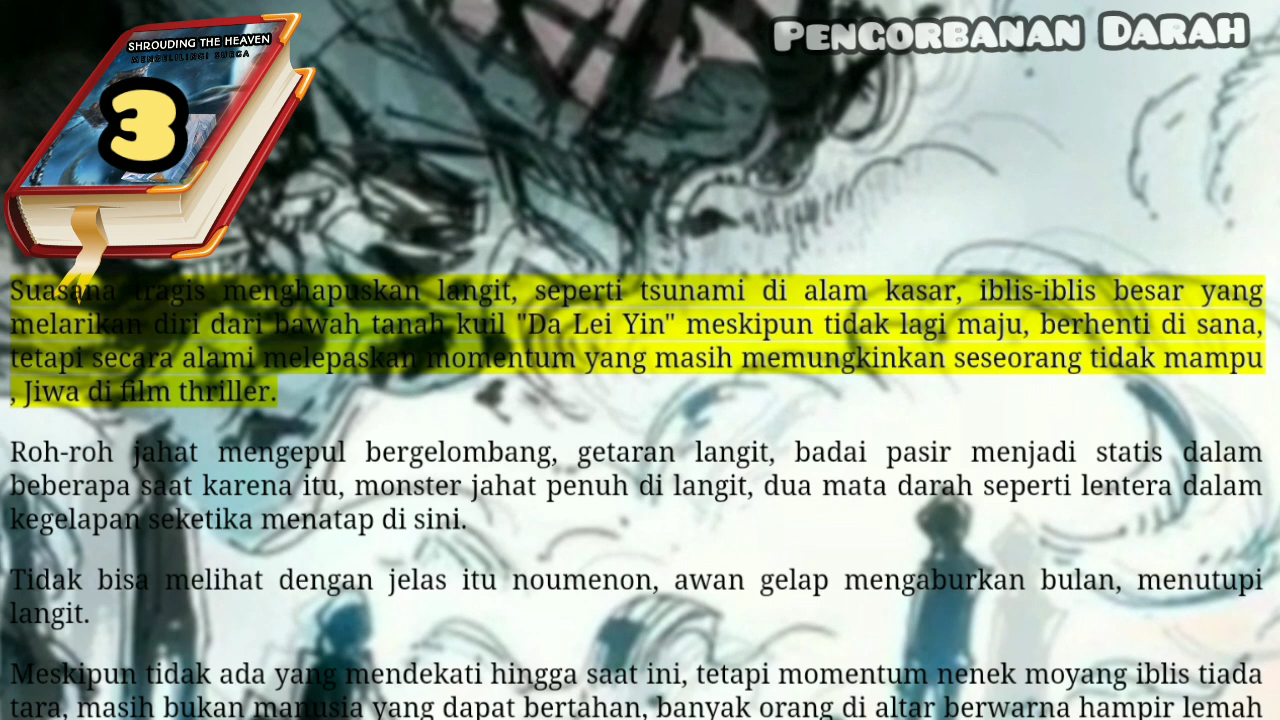 SHROUDING THE HEAVEN
MENGELILINGI SURGA
3
Pengorbanan Darah
Suasana tragis menghapuskan langit, seperti tsunami di alam kasar, iblis-iblis besar yang
melarikan diri dari bawah tanah kuil "Da Lei Yin" meskipun tidak lagi maju, berhenti di sana,
tetapi secara alami melepaskan momentum yang masih memungkinkan seseorang tidak mampu
, Jiwa di film thriller.
Roh-roh jahat mengepul bergelombang, getaran langit, badai pasir menjadi statis dalam
beberapa saat karena itu, monster jahat penuh di langit, dua mata darah seperti lentera dalam
kegelapan seketika menatap di sini.
Tidak bisa melihat dengan jelas itu noumenon, awan gelap mengaburkan bulan, menutupi
langit.
Meskipun tidak ada yang mendekati hingga saat ini, tetapi momentum nenek moyang iblis tiada
tara, masih bukan manusia yang dapat bertahan, banyak orang di altar berwarna hampir lemah